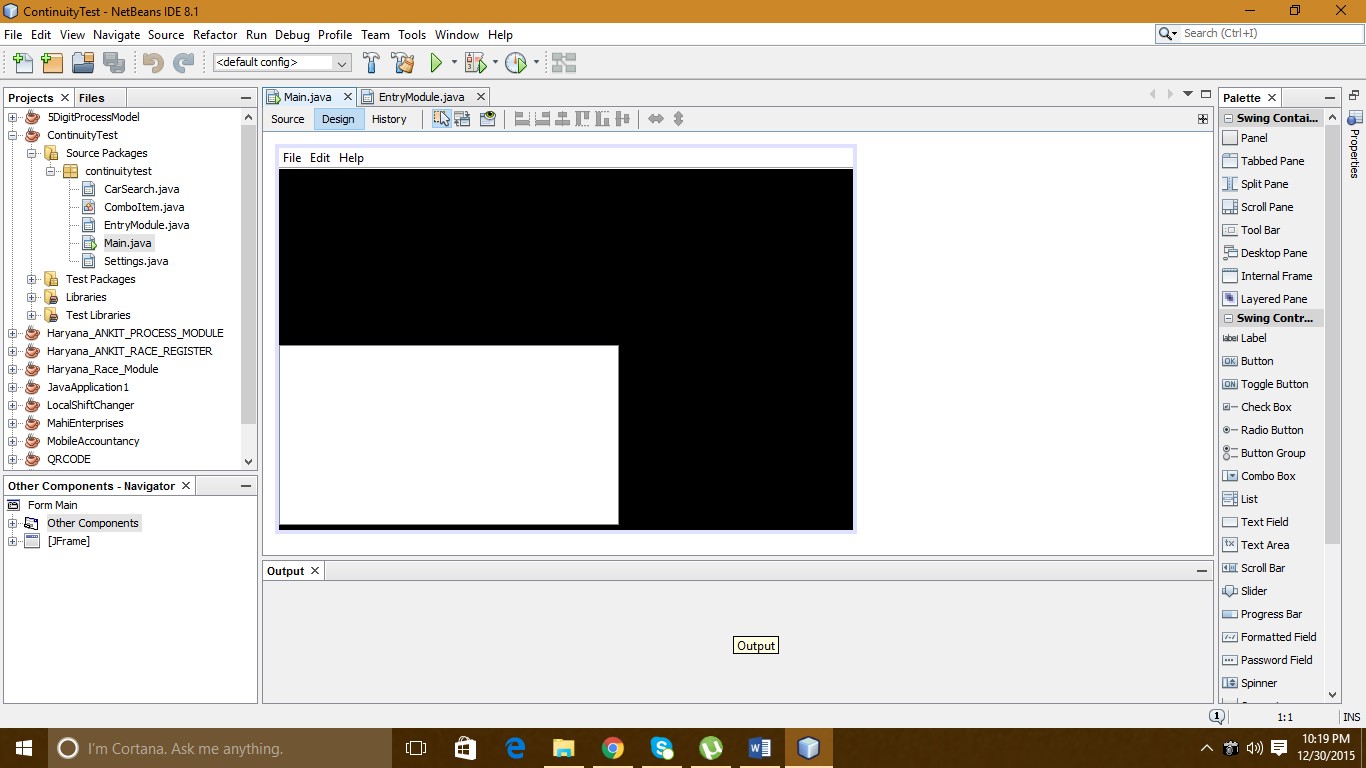 ContinuityTest - NetBeans IDE 8.1
File Edit View Navigate Source Refactor Run Debug Profile Team Tools Window Help
Search (Ctrl+I)
<default config>
Projects Files
5DigitProcessModel
ContinuityTest
Source Packages
continuitytest
CarSearch.java
ComboItem.java
EntryModule.java
Main.java
Settings.java
Test Packages
Libraries
Test Libraries
Haryana_ANKIT_PROCESS_MODULE
Haryana_ANKIT_RACE_REGISTER
Haryana_Race_Module
JavaApplication1
LocalShiftChanger
MahiEnterprises
MobileAccountancy
QRCODE
Other Components - Navigator
Form Main
Other Components
[JFrame]
Main.java EntryModule.java
Source Design History
File Edit Help
Output
Output
Palette
Swing Contai...
Panel
Tabbed Pane
Split Pane
Scroll Pane
Tool Bar
Desktop Pane
Internal Frame
Layered Pane
Swing Contr...
label Label
OK Button
ON Toggle Button
Check Box
Radio Button
Button Group
Combo Box
List
Text Field
tx Text Area
Scroll Bar
Slider
Progress Bar
Formatted Field
Password Field
Spinner
Properties
1:1 INS
I'm Cortana. Ask me anything.
10:19 PM
12/30/2015